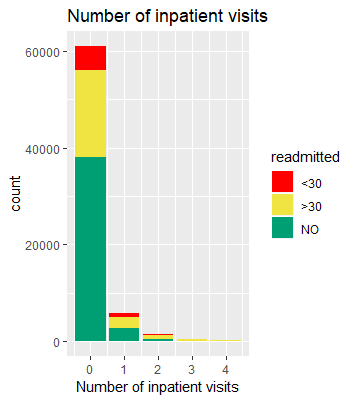 Number of inpatient visits
60000
40000
20000
0
count
0 1 2 3 4
Number of inpatient visits
readmitted
<30
>30
NO